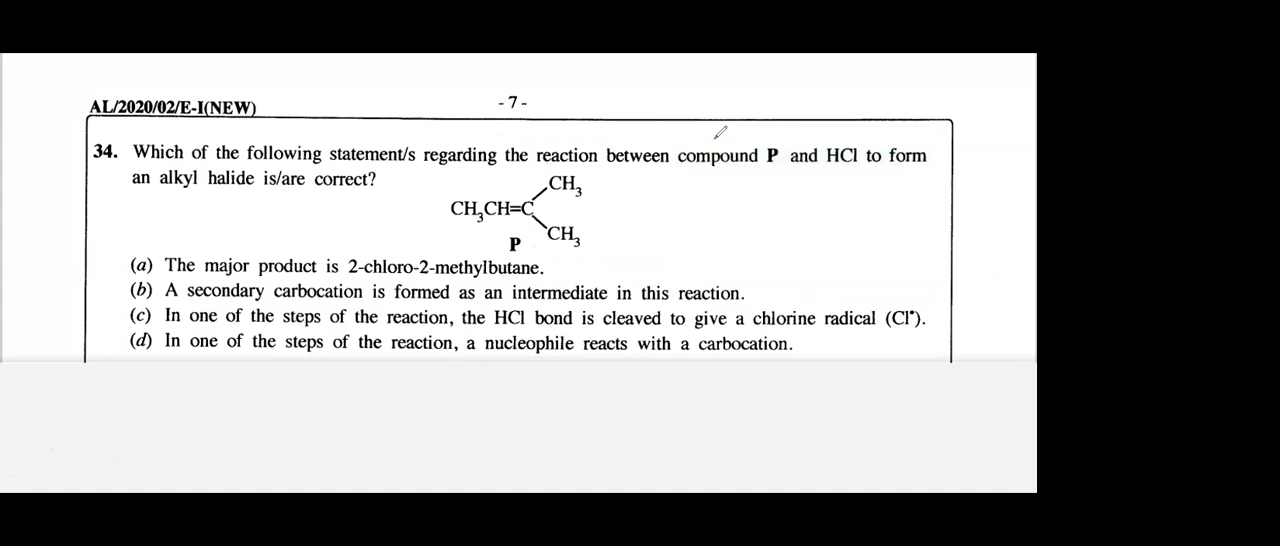 AL/2020/02/E-I(NEW)
- 7 -
34. Which of the following statement/s regarding the reaction between compound P and HCl to form
an alkyl halide is/are correct?
CH₃
CH₃CH=C
CH₃
P
(a) The major product is 2-chloro-2-methylbutane.
(b) A secondary carbocation is formed as an intermediate in this reaction.
(c) In one of the steps of the reaction, the HCl bond is cleaved to give a chlorine radical (Cl•).
(d) In one of the steps of the reaction, a nucleophile reacts with a carbocation.